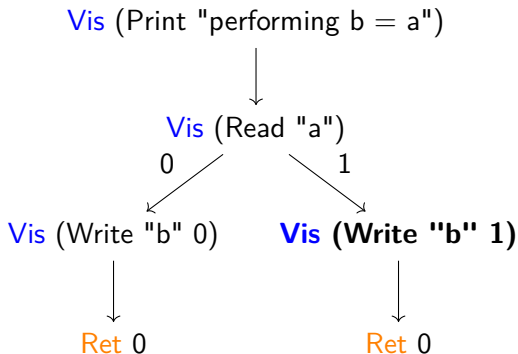 Vis (Print "performing b = a")
Vis (Read "a")
0 1
Vis (Write "b" 0) Vis (Write "b" 1)
Ret 0 Ret 0